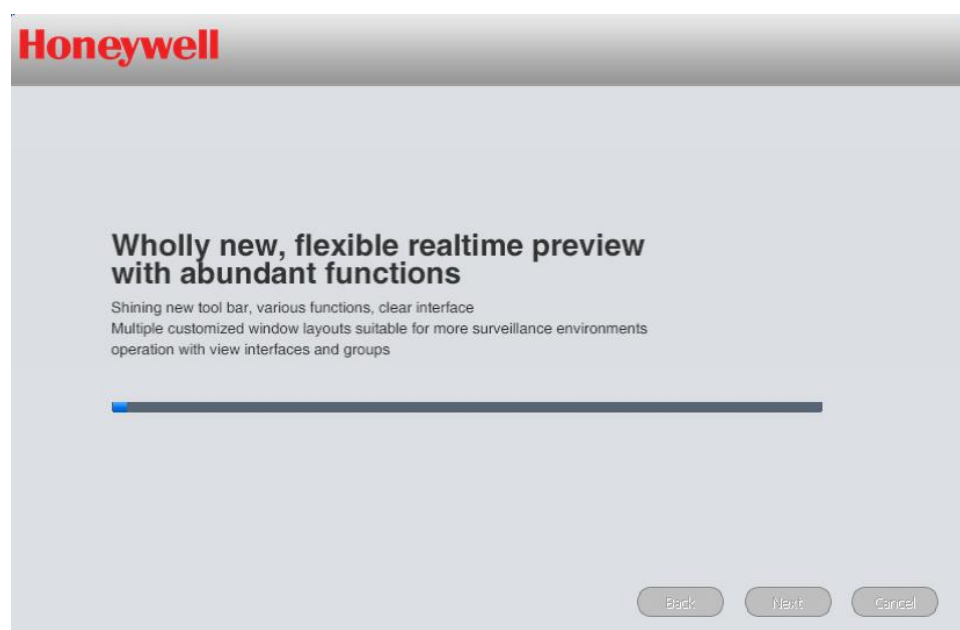 Honeywell
Wholly new, flexible realtime preview
with abundant functions
Shining new tool bar, various functions, clear interface
Multiple customized window layouts suitable for more surveillance environments
operation with view interfaces and groups
Back
Next
Cancel